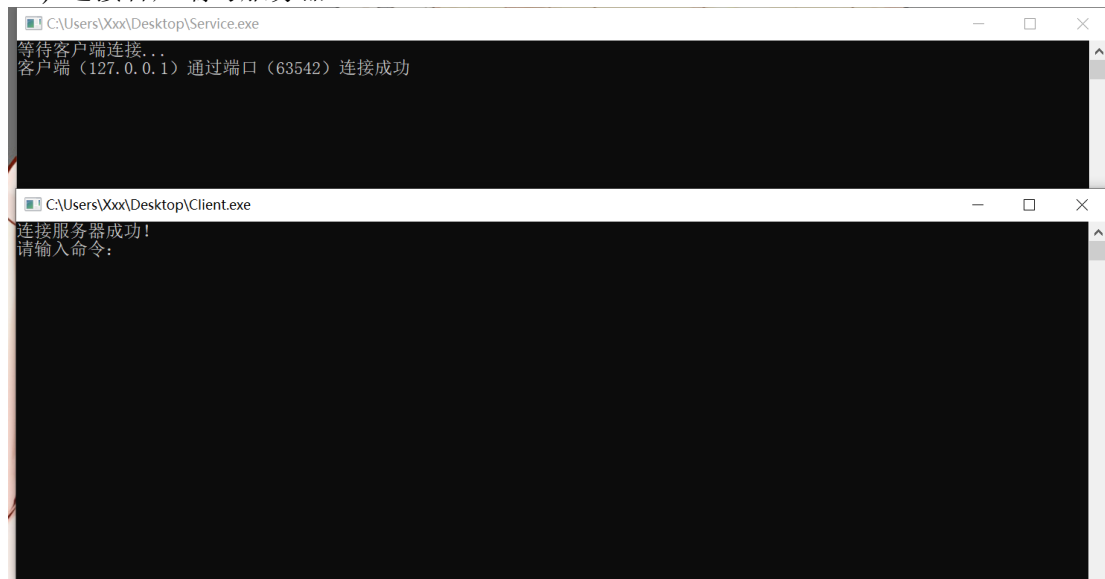 C:\Users\Xxx\Desktop\Service.exe
等待客户端连接...
客户端（127.0.0.1）通过端口（63542）连接成功
C:\Users\Xxx\Desktop\Client.exe
连接服务器成功!
请输入命令: